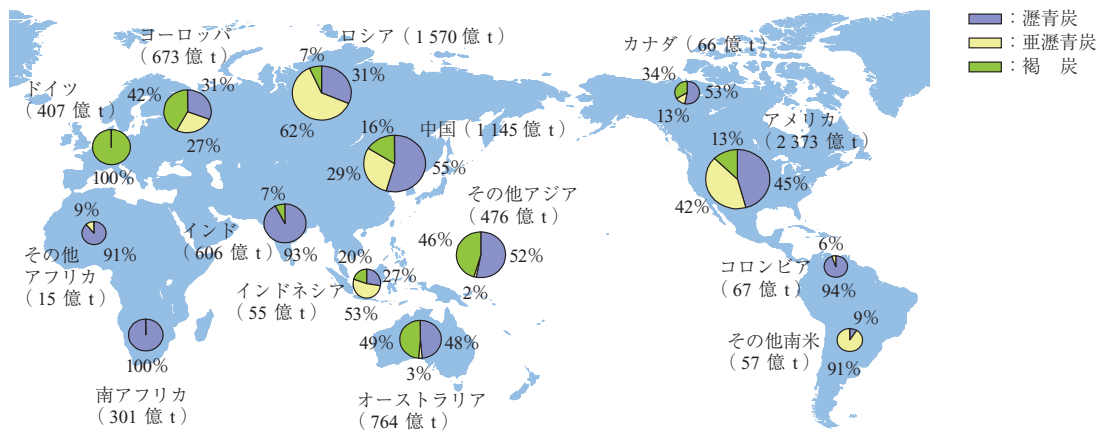 ：瀝青炭
：亜瀝青炭
：褐　炭
ヨーロッパ
（ 673 億 t ）
42%
31%
27%
ロシア（ 1 570 億 t ）
7%
31%
62%
カナダ（ 66 億 t ）
34%
53%
13%
ドイツ
（ 407 億 t ）
100%
中国（ 1 145 億 t ）
16%
29%
55%
アメリカ
（ 2 373 億 t ）
13%
45%
42%
その他アジア
（ 476 億 t ）
46%
52%
2%
9%
91%
その他
アフリカ
（ 15 億 t ）
7%
インド
（ 606 億 t ）
93%
20%
27%
インドネシア
（ 55 億 t ）
53%
6%
コロンビア
（ 67 億 t ）
94%
9%
その他南米
（ 57 億 t ）
91%
100%
南アフリカ
（ 301 億 t ）
49%
48%
3%
オーストラリア
（ 764 億 t ）